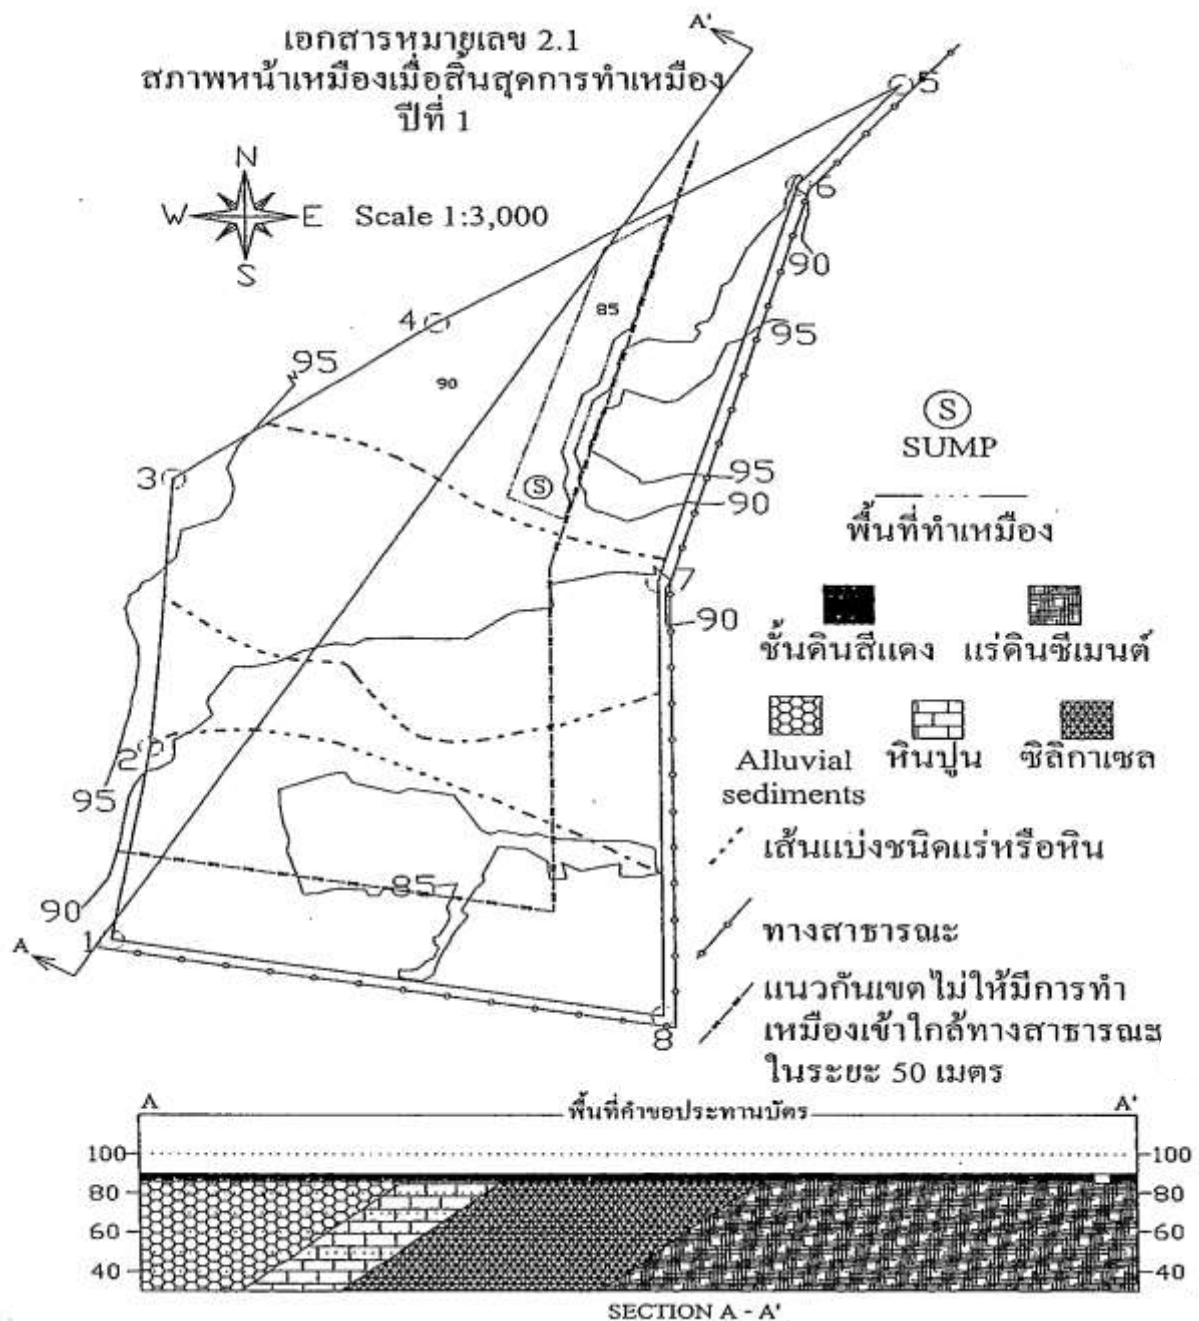 A'
เอกสารหมายเลข 2.1
สภาพหน้าเหมืองเมื่อสิ้นสุดการทำเหมือง
ปีที่ 1
5
N
W
E
S
Scale 1:3,000
6
90
85
4
95
95
90
3
S
SUMP
S
95
90
พื้นที่ทำเหมือง
7
90
ชั้นดินสีแดง
แร่ดินซีเมนต์
2
95
Alluvial
sediments
หินปูน
ซิลิกาเซล
เส้นแบ่งชนิดแร่หรือหิน
85
90
1
A
ทางสาธารณะ
แนวกันเขตไม่ให้มีการทำ
เหมืองเข้าใกล้ทางสาธารณะ
ในระยะ 50 เมตร
8
A
พื้นที่คำขอประทานบัตร
A'
100
100
80
80
60
60
40
40
SECTION A - A'